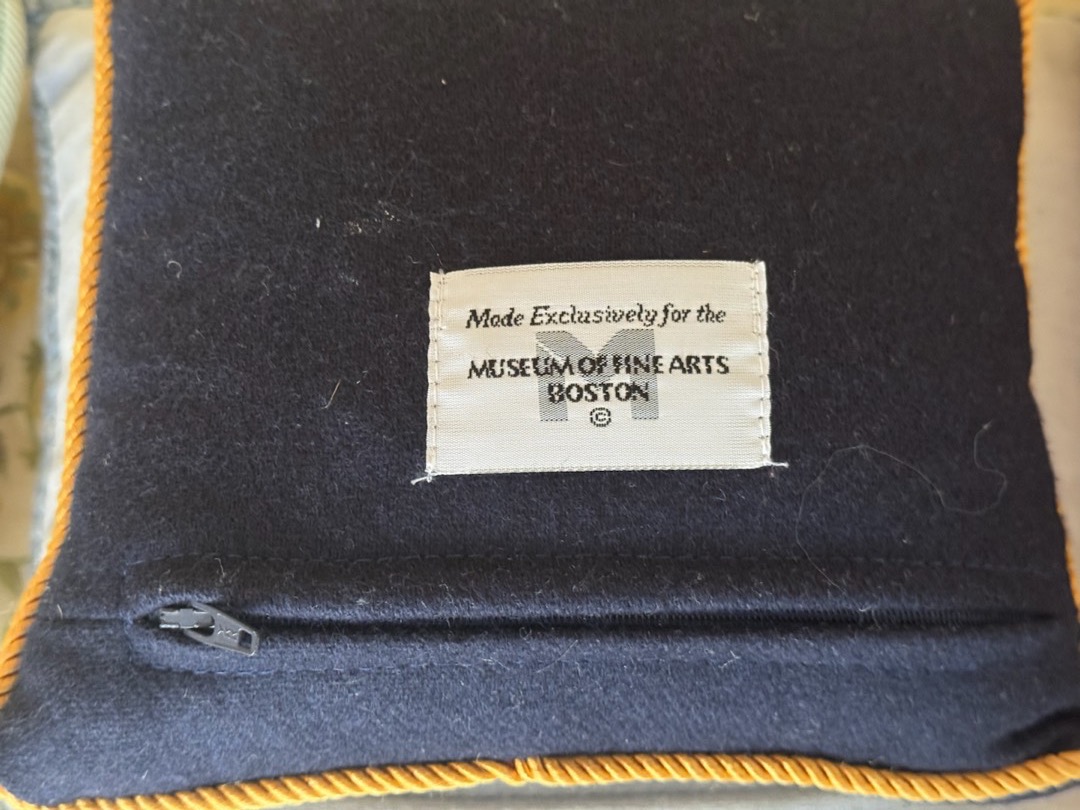 Made Exclusively for the
M
MUSEUM OF FINE ARTS
BOSTON
©